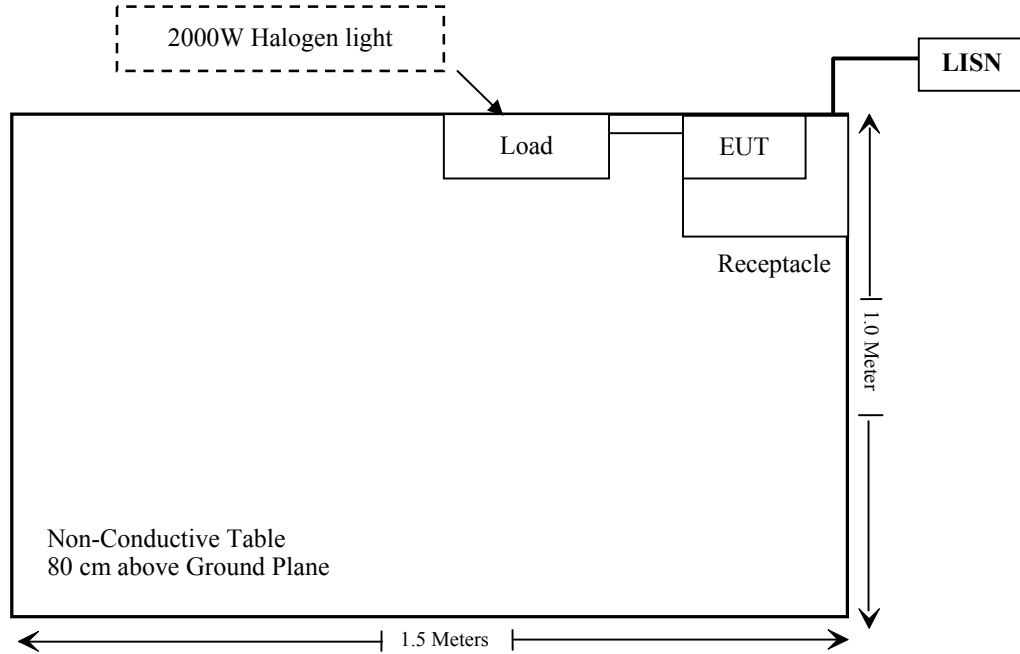 2000W Halogen light
LISN
Load
EUT
Receptacle
1.0 Meter
Non-Conductive Table
80 cm above Ground Plane
1.5 Meters